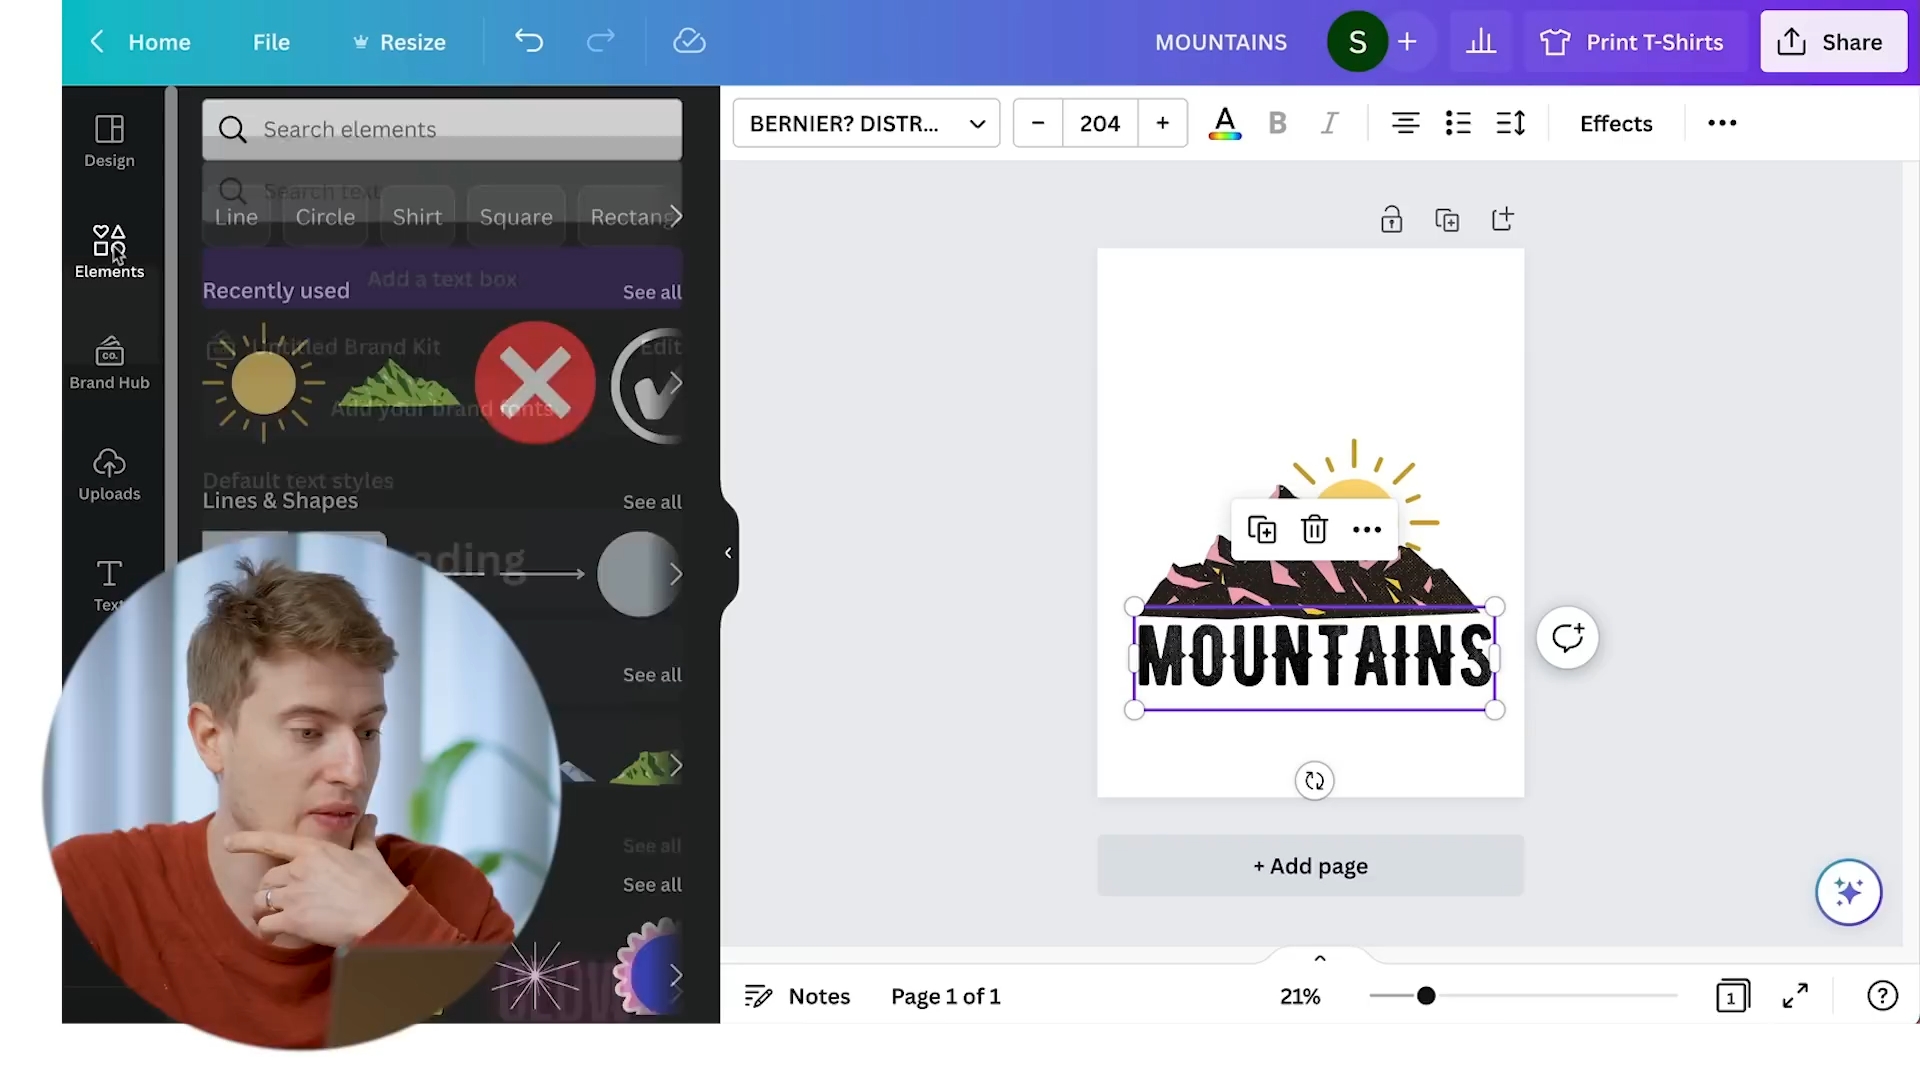 Home File Resize MOUNTAINS S + Print T-Shirts Share
BERNIER? DISTR... - 204 + A B I Effects
Design
Elements
Brand Hub
CO.
Uploads
T
Search elements
Search text
Line Circle Shirt Square Rectang
Add a text box
Recently used See all
Untitled Brand Kit Edit
Add your brand fonts
Default text styles
Lines & Shapes See all
See all
See all
See all
MOUNTAINS
+ Add page
Notes Page 1 of 1 21% 1 ?